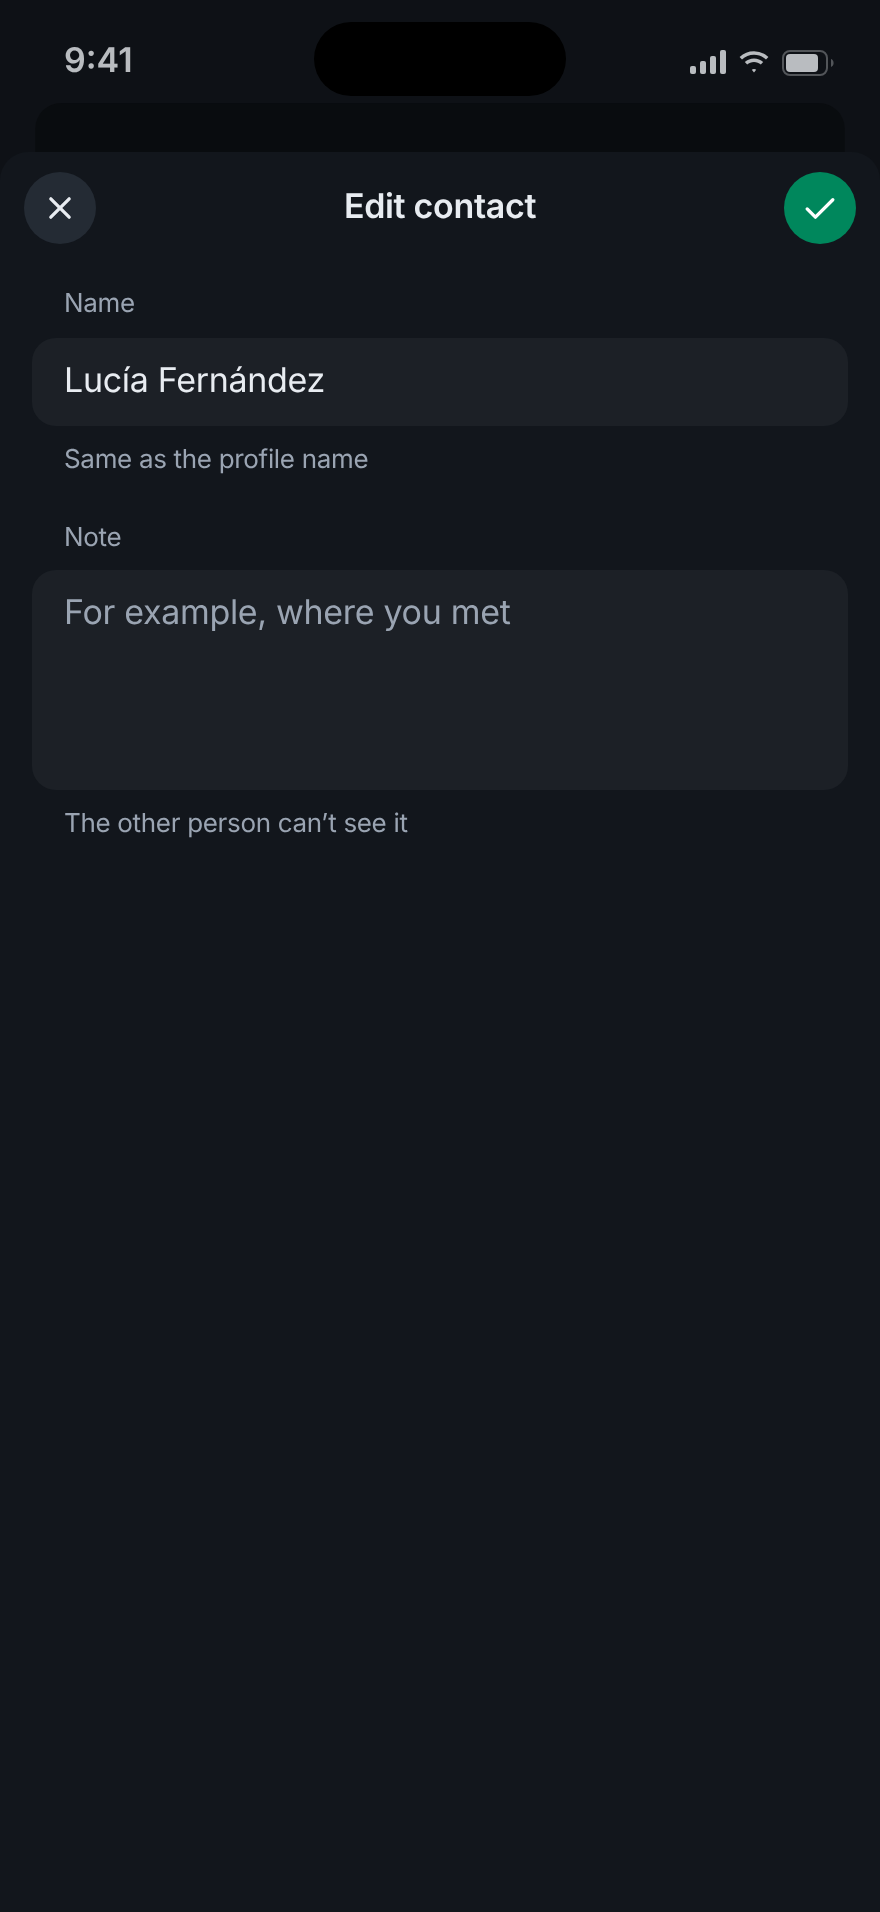 9:41
Edit contact
Name
Lucía Fernández
Same as the profile name
Note
For example, where you met
The other person can’t see it